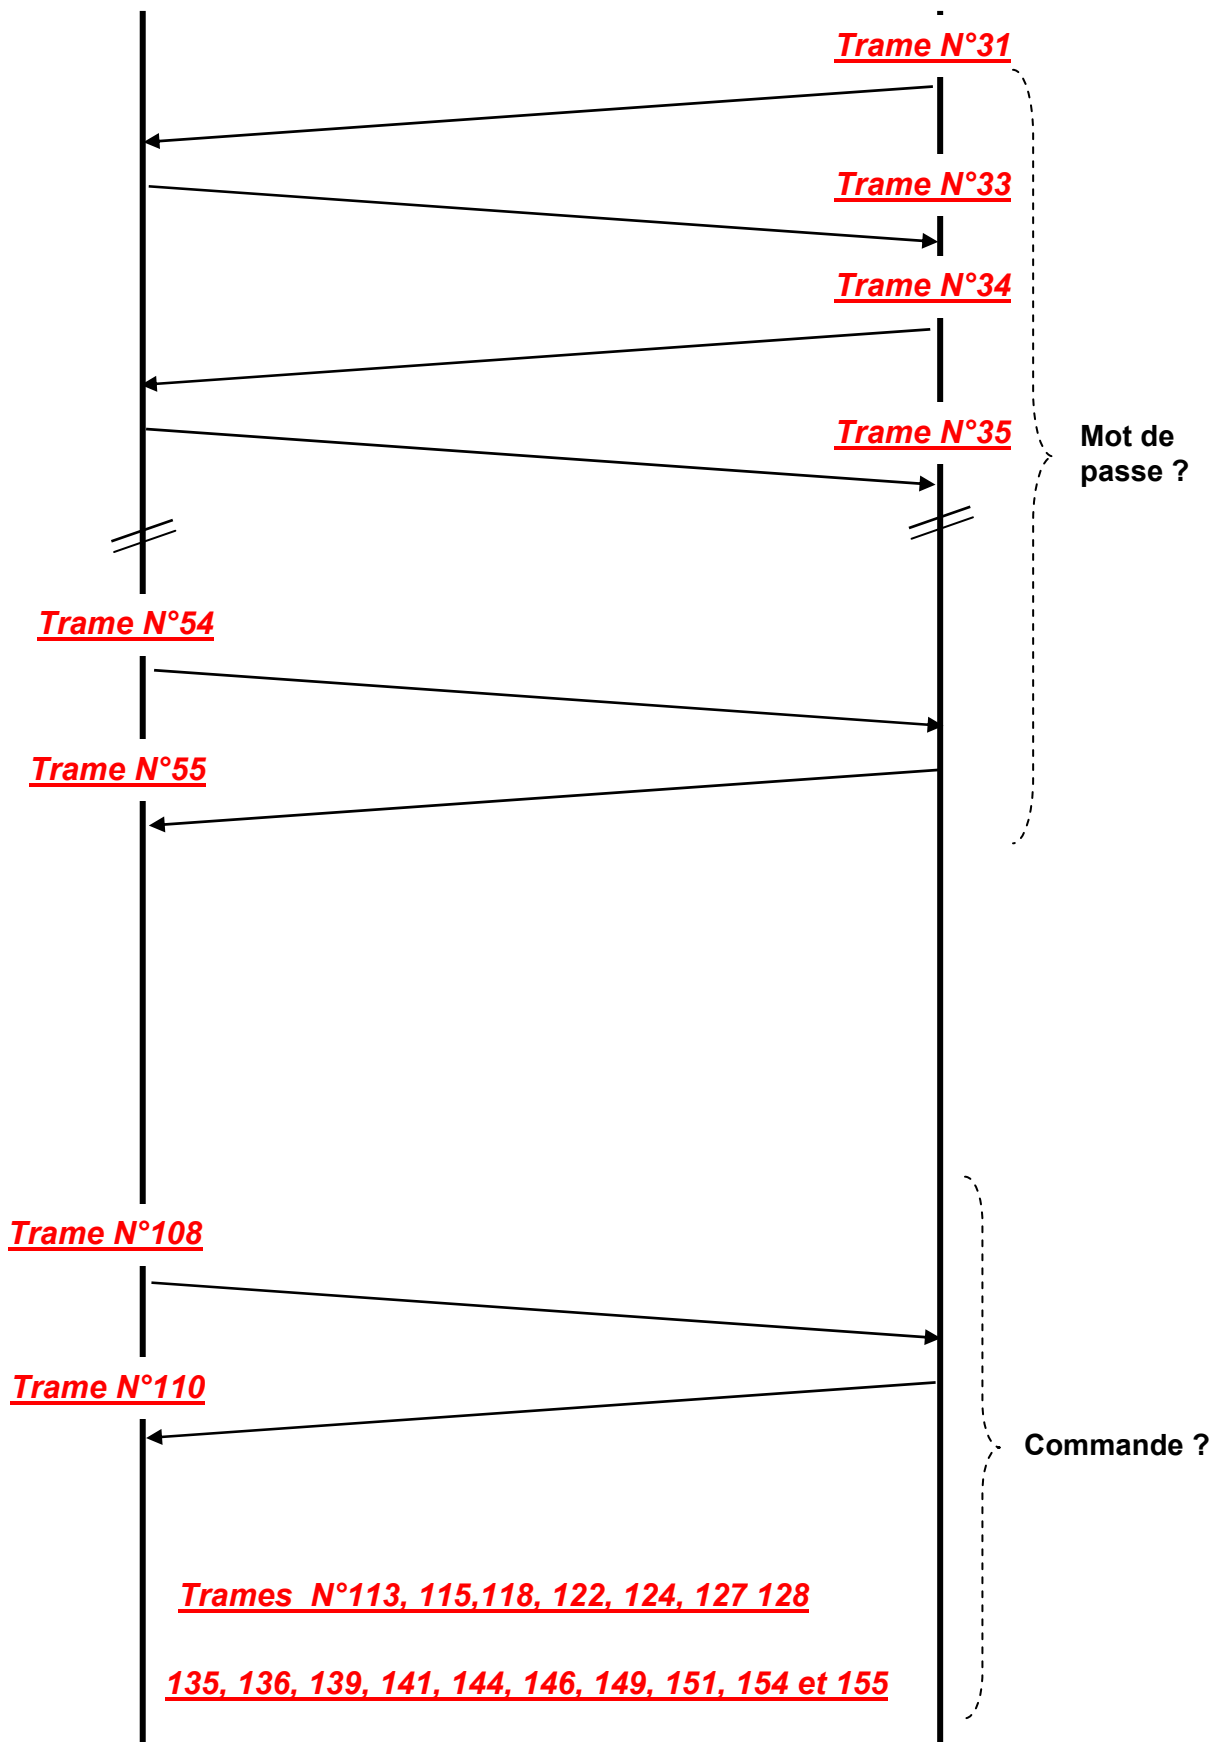 Trame N°31
Trame N°33
Trame N°34
Trame N°35
Mot de
passe ?
Trame N°54
Trame N°55
Trame N°108
Trame N°110
Commande ?
Trames  N°113, 115,118, 122, 124, 127 128
135, 136, 139, 141, 144, 146, 149, 151, 154 et 155